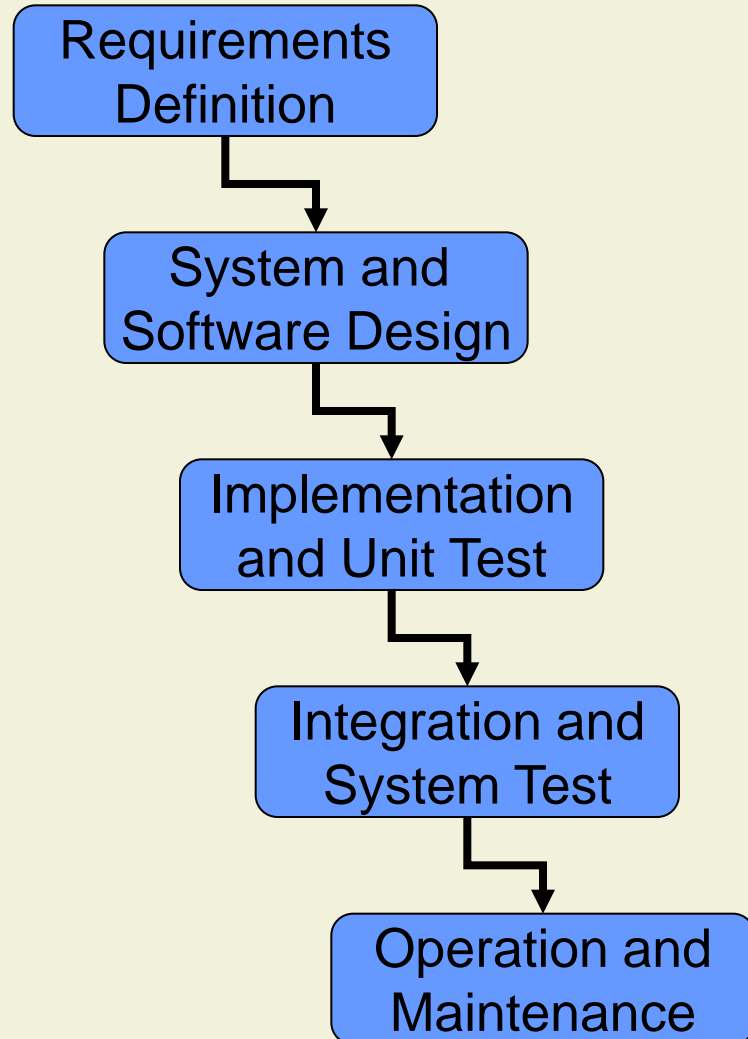 Requirements
Definition
System and
Software Design
Implementation
and Unit Test
Integration and
System Test
Operation and
Maintenance